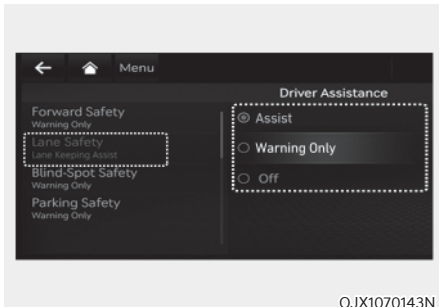 Menu
Driver Assistance
Forward Safety
Warning Only
Lane Safety
Lane Keeping Assist
Blind-Spot Safety
Warning Only
Parking Safety
Warning Only
Assist
Warning Only
Off
OJX1070143N